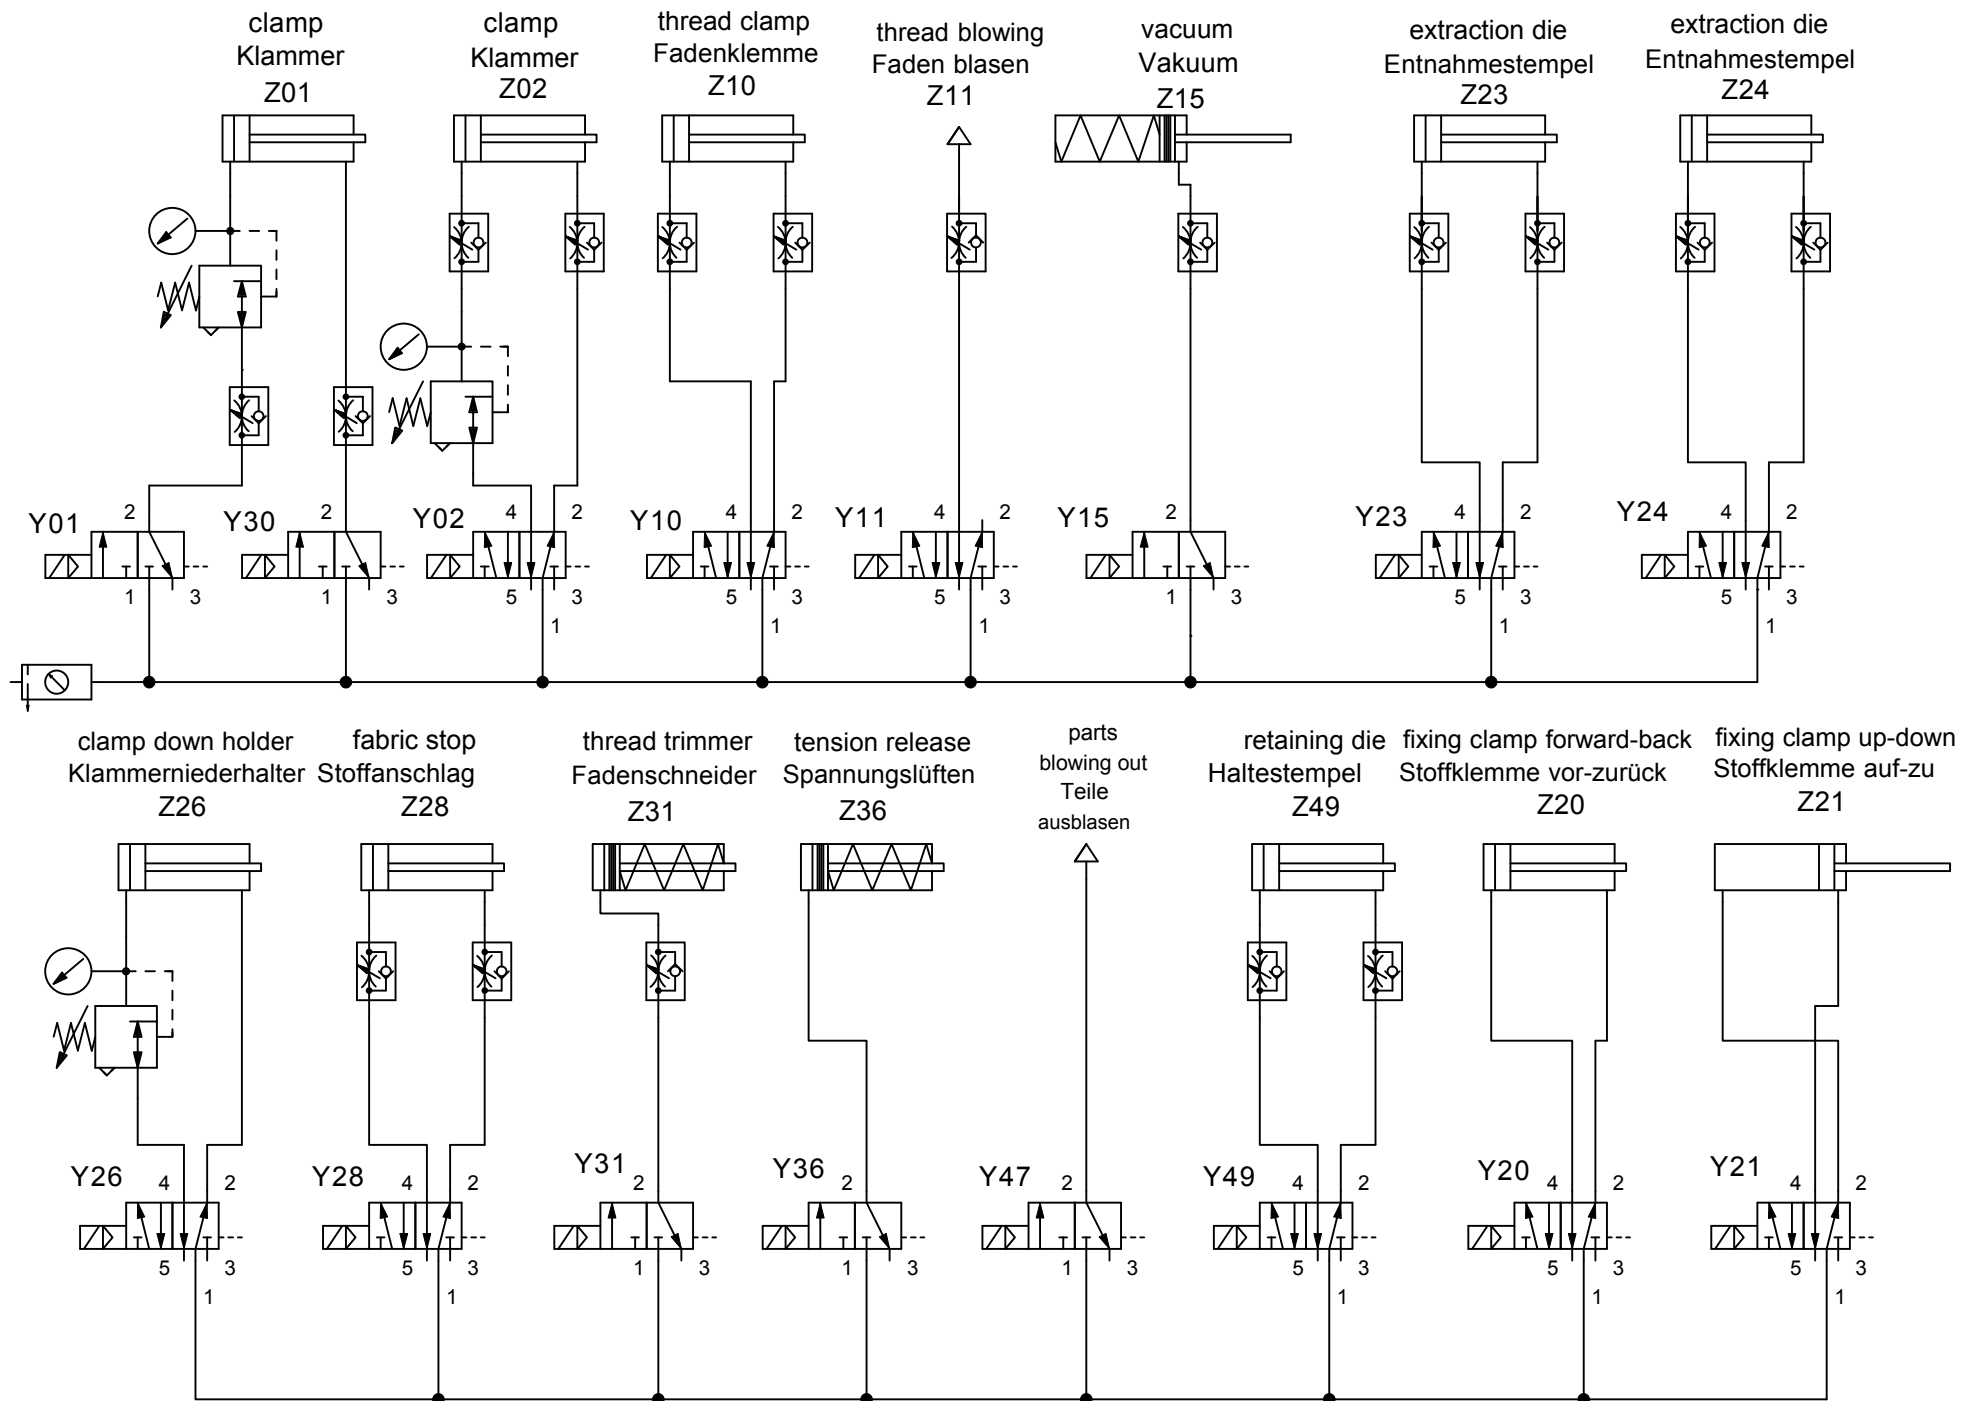 clamp
Klammer
Z01
clamp
Klammer
Z02
thread clamp
Fadenklemme
Z10
thread blowing
Faden blasen
Z11
vacuum
Vakuum
Z15
extraction die
Entnahmestempel
Z23
extraction die
Entnahmestempel
Z24
Y01
2
1
3
Y30
2
1
3
Y02
4
2
5
3
1
Y10
4
2
5
3
1
Y11
4
2
5
3
1
Y15
2
1
3
Y23
4
2
5
3
1
Y24
4
2
5
3
1
clamp down holder
Klammerniederhalter
Z26
fabric stop
Stoffanschlag
Z28
thread trimmer
Fadenschneider
Z31
tension release
Spannungslüften
Z36
parts
blowing out
Teile
ausblasen
retaining die
Haltestempel
Z49
fixing clamp forward-back
Stoffklemme vor-zurück
Z20
fixing clamp up-down
Stoffklemme auf-zu
Z21
Y26
4
2
5
3
1
Y28
4
2
5
3
1
Y31
2
1
3
Y36
2
1
3
Y47
2
1
3
Y49
4
2
5
3
1
Y20
4
2
5
3
1
Y21
4
2
5
3
1